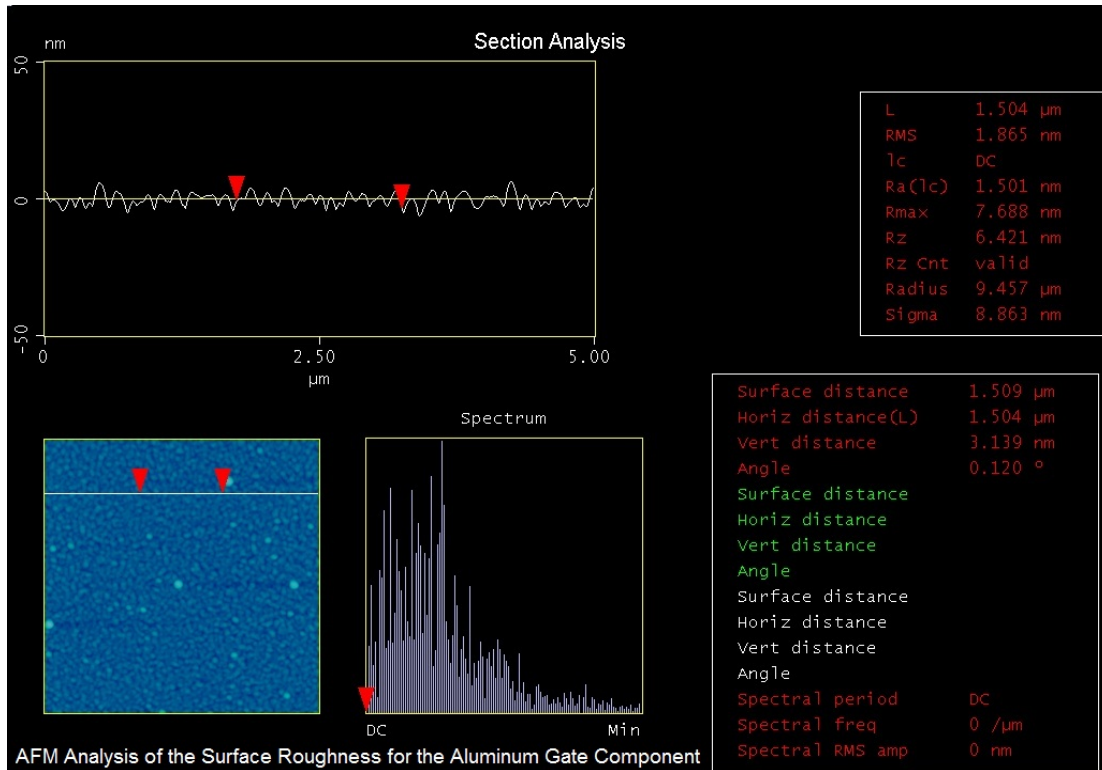 Section Analysis
nm
50
0
-50
0 2.50 5.00
µm
L 1.504 µm
RMS 1.865 nm
lc DC
Ra(lc) 1.501 nm
Rmax 7.688 nm
Rz 6.421 nm
Rz Cnt valid
Radius 9.457 µm
Sigma 8.863 nm
Surface distance 1.509 µm
Horiz distance(L) 1.504 µm
Vert distance 3.139 nm
Angle 0.120 º
Surface distance
Horiz distance
Vert distance
Angle
Surface distance
Horiz distance
Vert distance
Angle
Spectral period DC
Spectral freq 0 /µm
Spectral RMS amp 0 nm
Spectrum
DC Min
AFM Analysis of the Surface Roughness for the Aluminum Gate Component